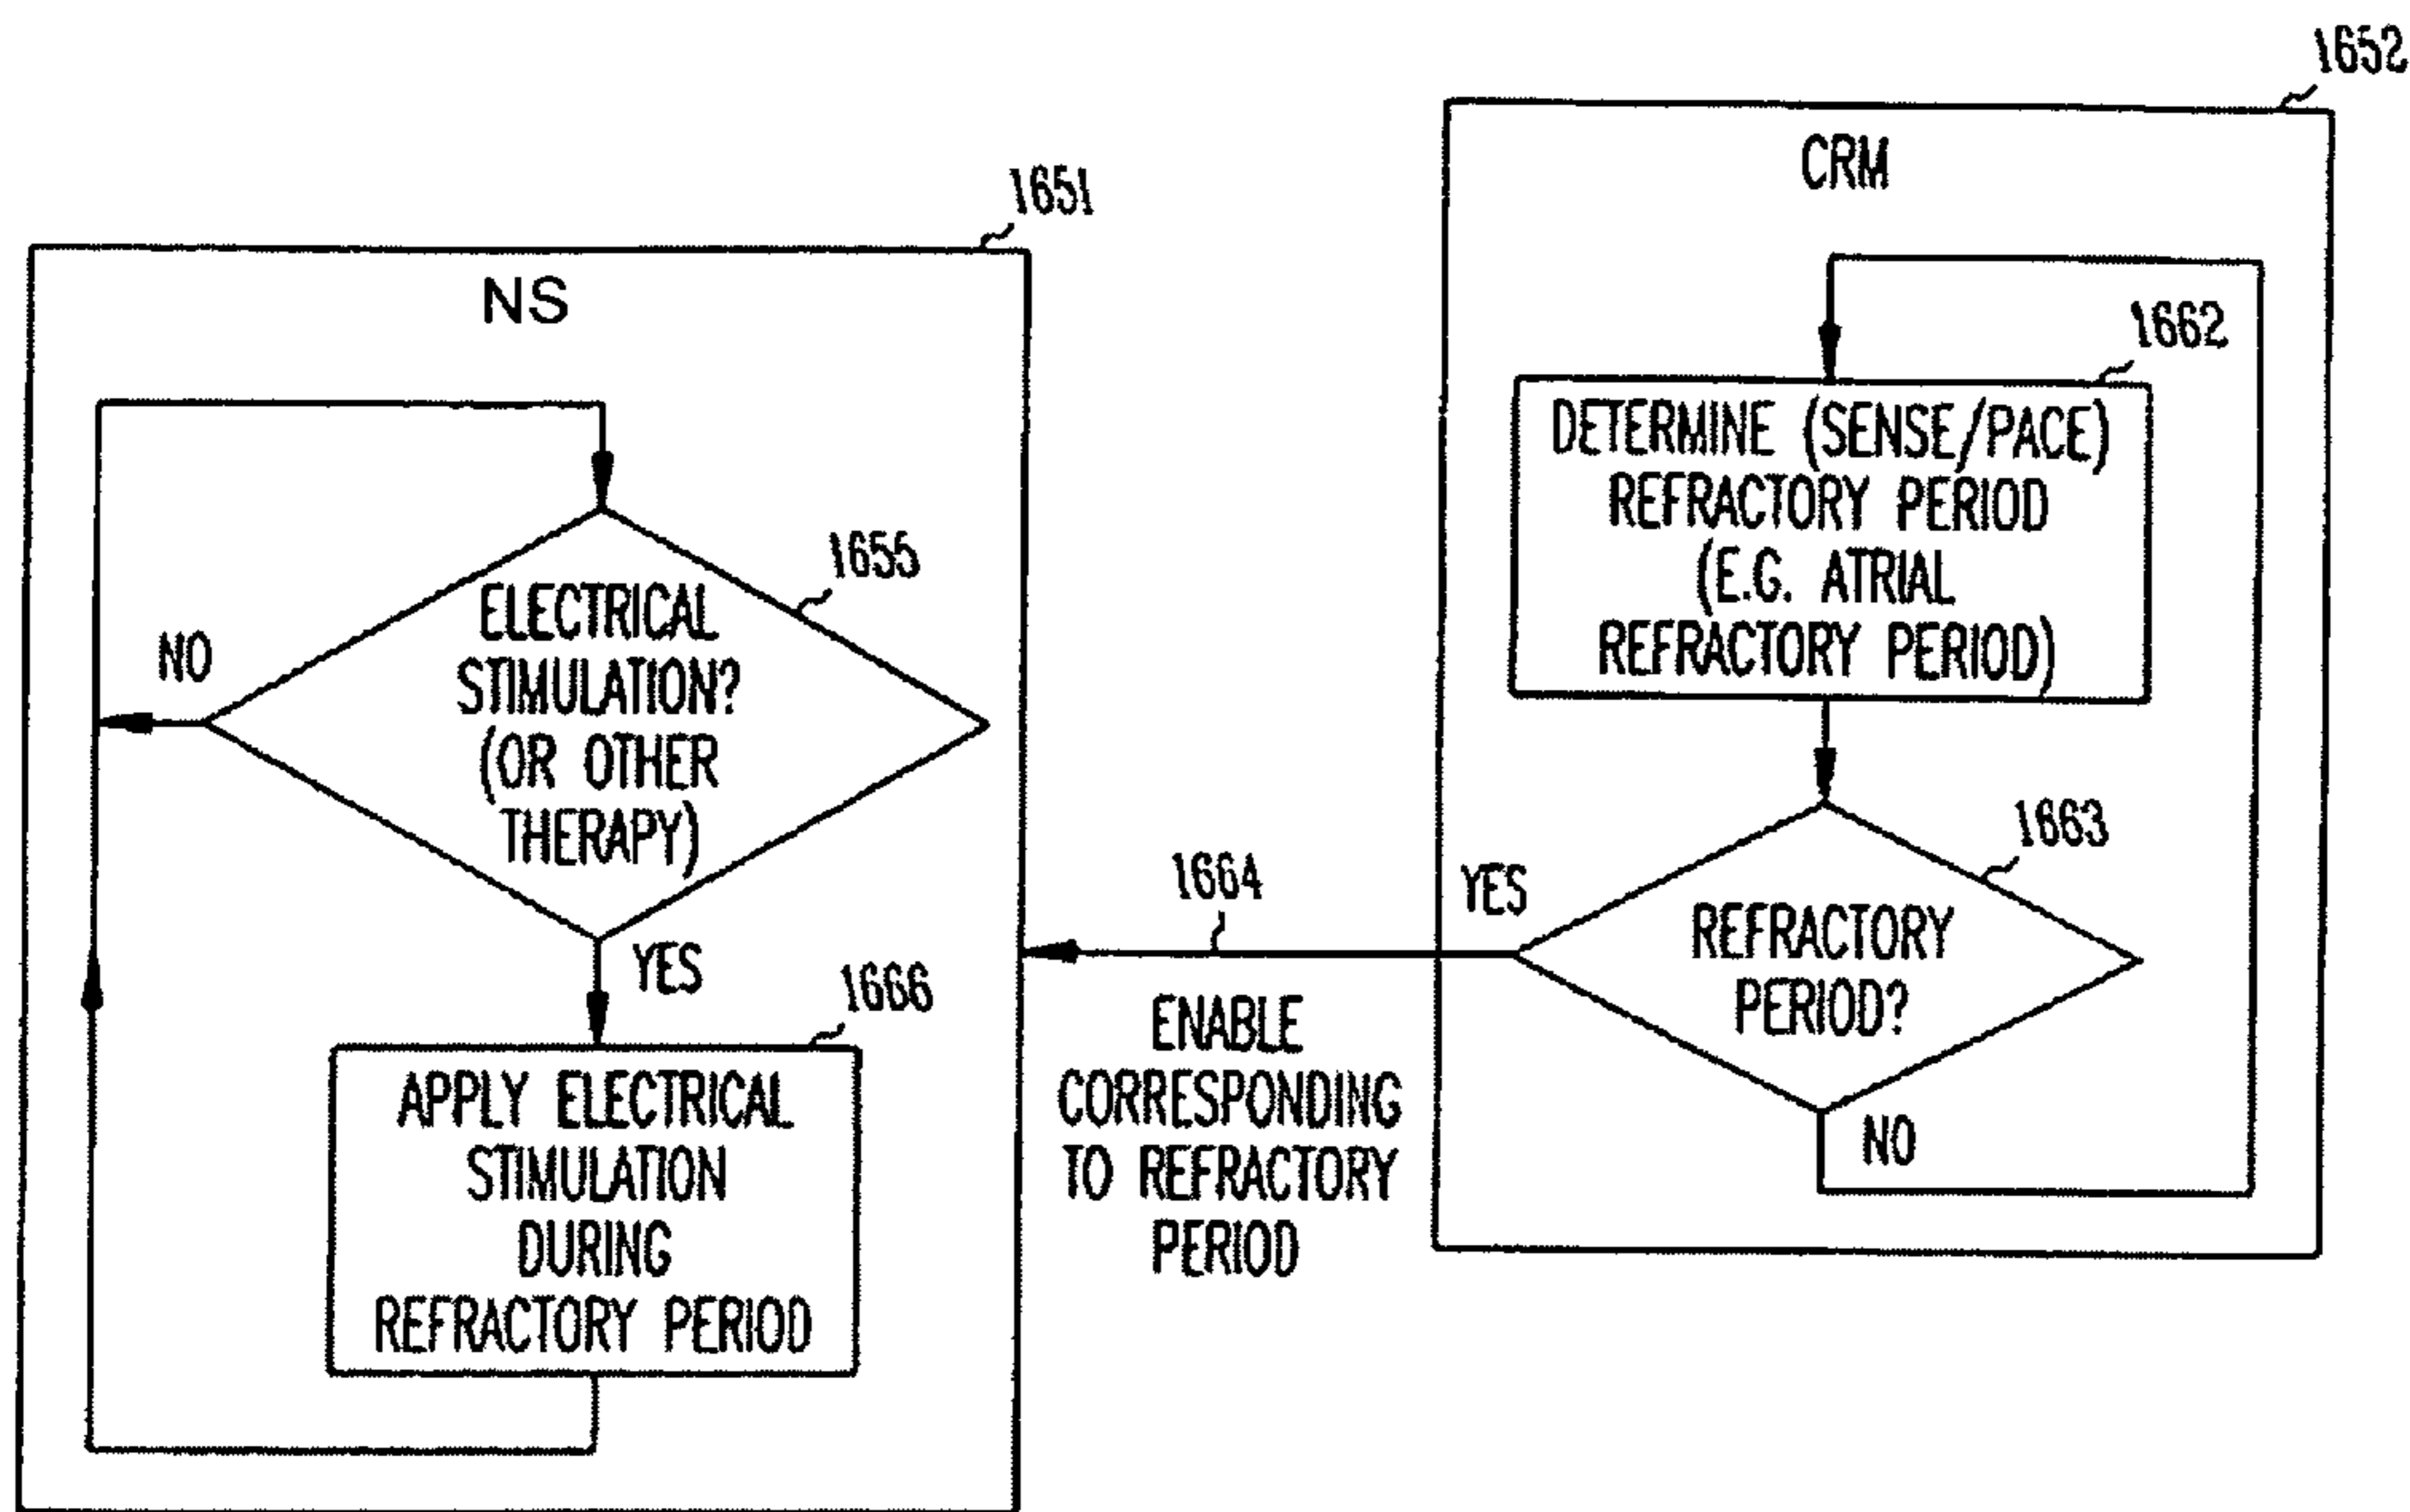 1652
CRM
1651
NS
1662
DETERMINE (SENSE/PACE)
REFRACTORY PERIOD
(E.G. ATRIAL
REFRACTORY PERIOD)
1655
ELECTRICAL
STIMULATION?
(OR OTHER
THERAPY)
NO
YES
1666
APPLY ELECTRICAL
STIMULATION
DURING
REFRACTORY PERIOD
1663
REFRACTORY
PERIOD?
YES
NO
1664
ENABLE
CORRESPONDING
TO REFRACTORY
PERIOD